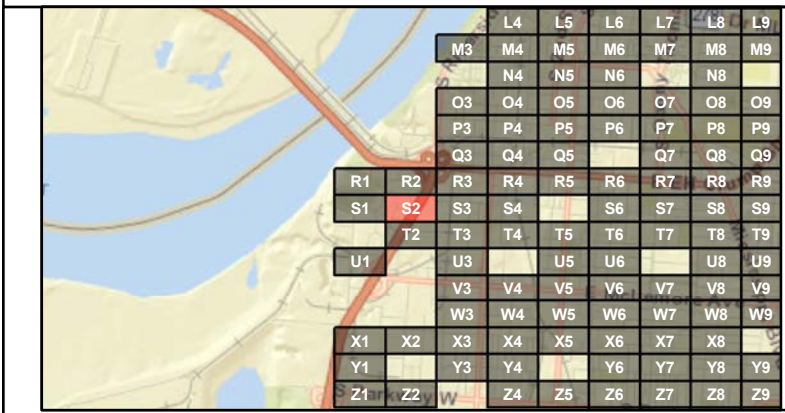 L4 L5 L6 L7 L8 L9
M3 M4 M5 M6 M7 M8 M9
N4 N5 N6 N8
O3 O4 O5 O6 O7 O8 O9
P3 P4 P5 P6 P7 P8 P9
Q3 Q4 Q5 Q7 Q8 Q9
R1 R2 R3 R4 R5 R6 R7 R8 R9
S1 S2 S3 S4 S6 S7 S8 S9
T2 T3 T4 T5 T6 T7 T8 T9
U1 U3 U5 U6 U8 U9
V3 V4 V5 V6 V7 V8 V9
W3 W4 W5 W6 W7 W8 W9
X1 X2 X3 X4 X5 X6 X7 X8
Y1 Y3 Y4 Y6 Y7 Y8 Y9
S Parkway W
Z1 Z2 Z4 Z5 Z6 Z7 Z8 Z9